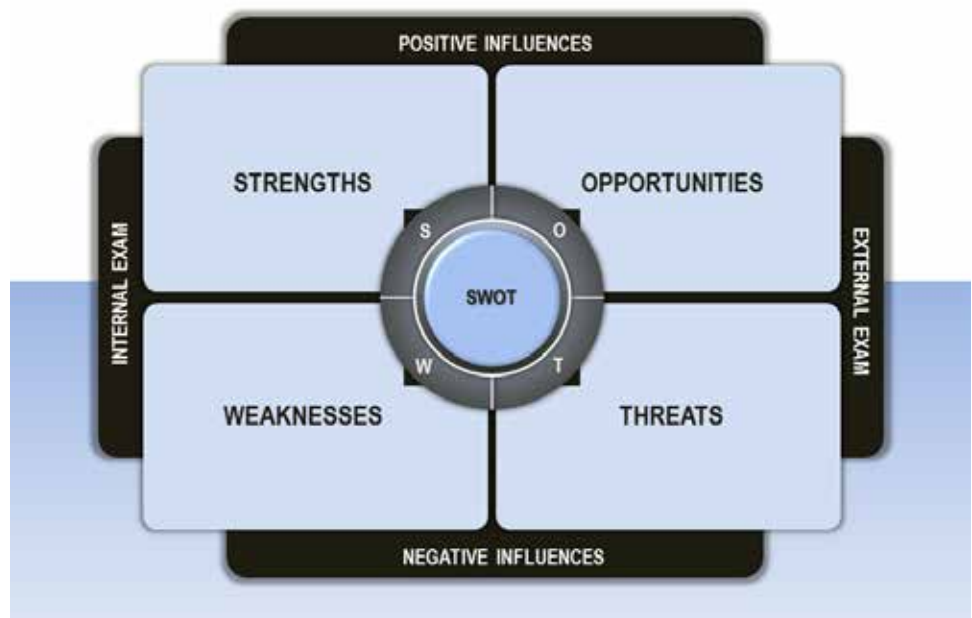 POSITIVE INFLUENCES
STRENGTHS
OPPORTUNITIES
S
O
INTERNAL EXAM
SWOT
EXTERNAL EXAM
W
T
WEAKNESSES
THREATS
NEGATIVE INFLUENCES